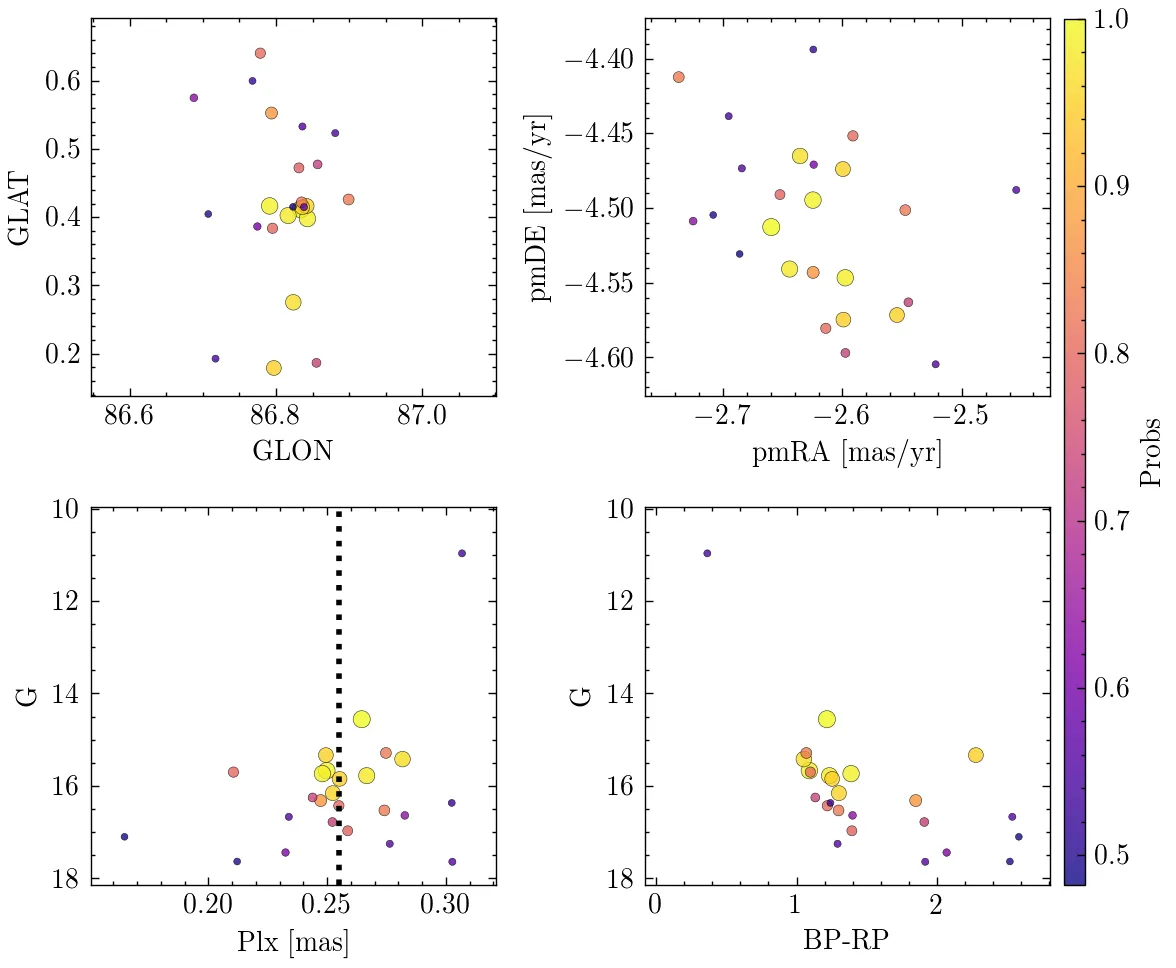 0.6
0.5
0.4
0.3
0.2
GLAT
86.6 86.8 87.0
GLON
−4.40
−4.45
−4.50
−4.55
−4.60
pmDE [mas/yr]
−2.7 −2.6 −2.5
pmRA [mas/yr]
1.0
0.9
0.8
0.7
0.6
0.5
Probs
10
12
14
16
18
G
0.20 0.25 0.30
Plx [mas]
10
12
14
16
18
G
0 1 2
BP-RP